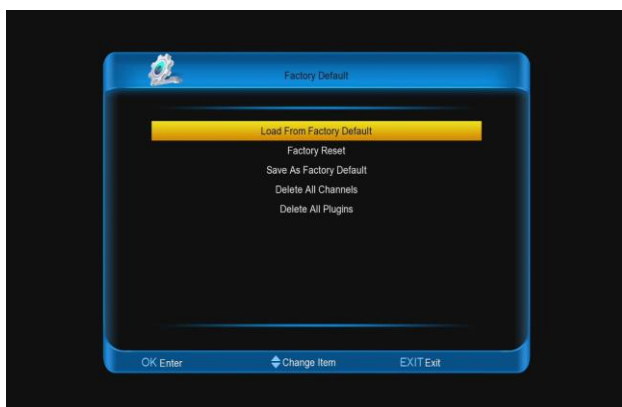 Factory Default
Load From Factory Default
Factory Reset
Save As Factory Default
Delete All Channels
Delete All Plugins
OK Enter Change Item EXIT Exit